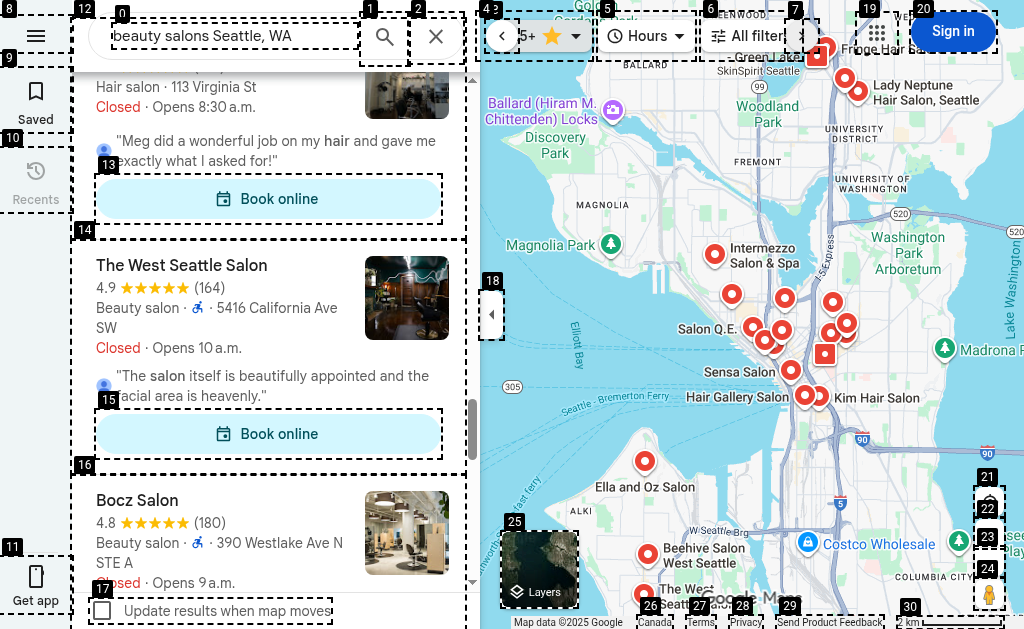 beauty salons Seattle, WA
Saved
Recents
Get app
Hair salon · 113 Virginia St
Closed · Opens 8:30 a.m.
"Meg did a wonderful job on my hair and gave me
exactly what I asked for!"
Book online
The West Seattle Salon
4.9 (164)
Beauty salon · 5416 California Ave
SW
Closed · Opens 10 a.m.
"The salon itself is beautifully appointed and the
facial area is heavenly."
Book online
Bocz Salon
4.8 (180)
Beauty salon · 390 Westlake Ave N
STE A
Closed · Opens 9 a.m.
Update results when map moves
5+
Hours
All filter
Sign in
BALLARD
Green Lake
SkinSpirit Seattle
Fringe Hair
99
Lady Neptune
Hair Salon, Seattle
Ballard (Hiram M.
Chittenden) Locks
Woodland
Park
Discovery
Park
UNIVERSITY
DISTRICT
FREMONT
UNIVERSITY OF
WASHINGTON
MAGNOLIA
520
520
Magnolia Park
Washington
Park
Arboretum
Intermezzo
Salon & Spa
I-5 Express
Lake Washington
Elliott Bay
Salon Q.E.
Madrona P
Sensa Salon
305
Seattle - Bremerton Ferry
Hair Gallery Salon
Kim Hair Salon
90
90
Ella and Oz Salon
5
ALKI
W Seattle Brg
Costco Wholesale
Beehive Salon
West Seattle
COLUMBIA CITY
The West
Seattle
Layers
Google Maps
Map data ©2025 Google
Canada
Terms
Privacy
Send Product Feedback
2 km
0
1
2
5
6
7
8
9
10
11
12
13
14
15
16
17
18
19
20
21
22
23
24
25
26
27
28
29
30